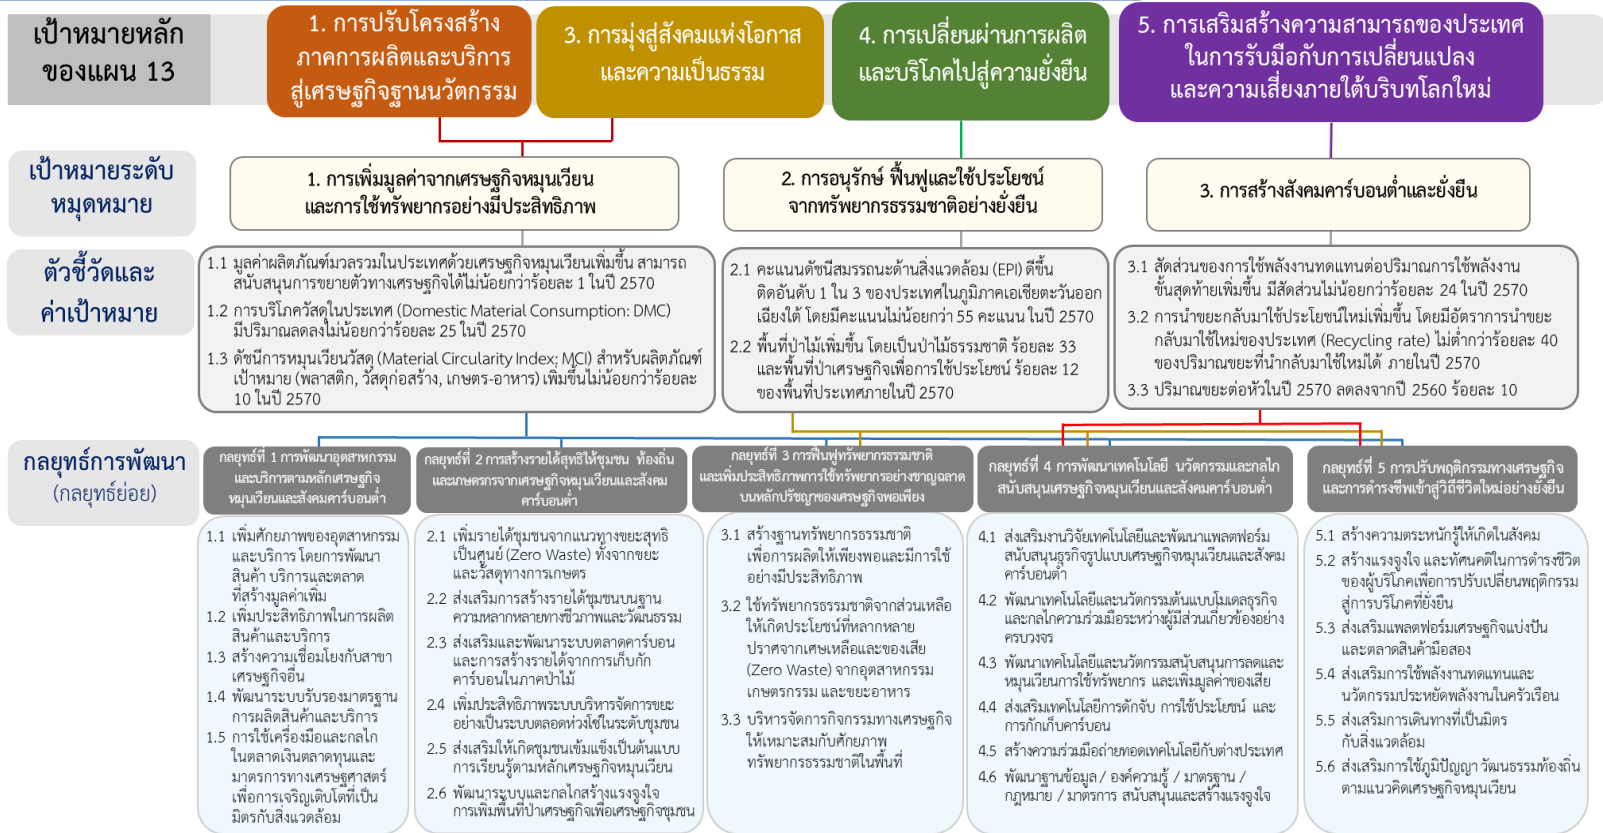 เป้าหมายหลัก
ของแผน 13
1. การปรับโครงสร้าง
ภาคการผลิตและบริการ
สู่เศรษฐกิจฐานนวัตกรรม
3. การมุ่งสู่สังคมแห่งโอกาส
และความเป็นธรรม
4. การเปลี่ยนผ่านการผลิต
และบริโภคไปสู่ความยั่งยืน
5. การเสริมสร้างความสามารถของประเทศ
ในการรับมือกับการเปลี่ยนแปลง
และความเสี่ยงภายใต้บริบทโลกใหม่
เป้าหมายระดับ
หมุดหมาย
1. การเพิ่มมูลค่าจากเศรษฐกิจหมุนเวียน
และการใช้ทรัพยากรอย่างมีประสิทธิภาพ
2. การอนุรักษ์ ฟื้นฟูและใช้ประโยชน์
จากทรัพยากรธรรมชาติอย่างยั่งยืน
3. การสร้างสังคมคาร์บอนต่ำและยั่งยืน
ตัวชี้วัดและ
ค่าเป้าหมาย
1.1 มูลค่าผลิตภัณฑ์มวลรวมในประเทศด้วยเศรษฐกิจหมุนเวียนเพิ่มขึ้น สามารถ
สนับสนุนการขยายตัวทางเศรษฐกิจได้ไม่น้อยกว่าร้อยละ 1 ในปี 2570
1.2 การบริโภควัสดุในประเทศ (Domestic Material Consumption: DMC)
มีปริมาณลดลงไม่น้อยกว่าร้อยละ 25 ในปี 2570
1.3 ดัชนีการหมุนเวียนวัสดุ (Material Circularity Index; MCI) สำหรับผลิตภัณฑ์
เป้าหมาย (พลาสติก, วัสดุก่อสร้าง, เกษตร-อาหาร) เพิ่มขึ้นไม่น้อยกว่าร้อยละ
10 ในปี 2570
2.1 คะแนนดัชนีสมรรถนะด้านสิ่งแวดล้อม (EPI) ดีขึ้น
ติดอันดับ 1 ใน 3 ของประเทศในภูมิภาคเอเชียตะวันออก
เฉียงใต้ โดยมีคะแนนไม่น้อยกว่า 55 คะแนน ในปี 2570
2.2 พื้นที่ป่าไม้เพิ่มขึ้น โดยเป็นป่าไม้ธรรมชาติ ร้อยละ 33
และพื้นที่ป่าเศรษฐกิจเพื่อการใช้ประโยชน์ ร้อยละ 12
ของพื้นที่ประเทศภายในปี 2570
3.1 สัดส่วนของการใช้พลังงานทดแทนต่อปริมาณการใช้พลังงาน
ขั้นสุดท้ายเพิ่มขึ้น มีสัดส่วนไม่น้อยกว่าร้อยละ 24 ในปี 2570
3.2 การนำขยะกลับมาใช้ประโยชน์ใหม่เพิ่มขึ้น โดยมีอัตราการนำขยะ
กลับมาใช้ใหม่ของประเทศ (Recycling rate) ไม่ต่ำกว่าร้อยละ 40
ของปริมาณขยะที่นำกลับมาใช้ใหม่ได้ ภายในปี 2570
3.3 ปริมาณขยะต่อหัวในปี 2570 ลดลงจากปี 2560 ร้อยละ 10
กลยุทธ์การพัฒนา
(กลยุทธ์ย่อย)
กลยุทธ์ที่ 1 การพัฒนาอุตสาหกรรม
และบริการตามหลักเศรษฐกิจ
หมุนเวียนและสังคมคาร์บอนต่ำ
1.1 เพิ่มศักยภาพของอุตสาหกรรม
และบริการ โดยการพัฒนา
สินค้า บริการและตลาด
ที่สร้างมูลค่าเพิ่ม
1.2 เพิ่มประสิทธิภาพในการผลิต
สินค้าและบริการ
1.3 สร้างความเชื่อมโยงกับสาขา
เศรษฐกิจอื่น
1.4 พัฒนาระบบรับรองมาตรฐาน
การผลิตสินค้าและบริการ
1.5 การใช้เครื่องมือและกลไก
ในตลาดเงินตลาดทุนและ
มาตรการทางเศรษฐศาสตร์
เพื่อการเจริญเติบโตที่เป็น
มิตรกับสิ่งแวดล้อม
กลยุทธ์ที่ 2 การสร้างรายได้สุทธิให้ชุมชน ท้องถิ่น
และเกษตรกรจากเศรษฐกิจหมุนเวียนและสังคม
คาร์บอนต่ำ
2.1 เพิ่มรายได้ชุมชนจากแนวทางขยะสุทธิ
เป็นศูนย์ (Zero Waste) ทั้งจากขยะ
และวัสดุทางการเกษตร
2.2 ส่งเสริมการสร้างรายได้ชุมชนบนฐาน
ความหลากหลายทางชีวภาพและวัฒนธรรม
2.3 ส่งเสริมและพัฒนาระบบตลาดคาร์บอน
และการสร้างรายได้จากการเก็บกัก
คาร์บอนในภาคป่าไม้
2.4 เพิ่มประสิทธิภาพระบบบริหารจัดการขยะ
อย่างเป็นระบบตลอดห่วงโซ่ในระดับชุมชน
2.5 ส่งเสริมให้เกิดชุมชนเข้มแข็งเป็นต้นแบบ
การเรียนรู้ตามหลักเศรษฐกิจหมุนเวียน
2.6 พัฒนาระบบและกลไกสร้างแรงจูงใจ
การเพิ่มพื้นที่ป่าเศรษฐกิจเพื่อเศรษฐกิจชุมชน
กลยุทธ์ที่ 3 การฟื้นฟูทรัพยากรธรรมชาติ
และเพิ่มประสิทธิภาพการใช้ทรัพยากรอย่างชาญฉลาด
บนหลักปรัชญาของเศรษฐกิจพอเพียง
3.1 สร้างฐานทรัพยากรธรรมชาติ
เพื่อการผลิตให้เพียงพอและมีการใช้
อย่างมีประสิทธิภาพ
3.2 ใช้ทรัพยากรธรรมชาติจากส่วนเหลือ
ให้เกิดประโยชน์ที่หลากหลาย
ปราศจากเศษเหลือและของเสีย
(Zero Waste) จากอุตสาหกรรม
เกษตรกรรม และขยะอาหาร
3.3 บริหารจัดการกิจกรรมทางเศรษฐกิจ
ให้เหมาะสมกับศักยภาพ
ทรัพยากรธรรมชาติในพื้นที่
กลยุทธ์ที่ 4 การพัฒนาเทคโนโลยี นวัตกรรมและกลไก
สนับสนุนเศรษฐกิจหมุนเวียนและสังคมคาร์บอนต่ำ
4.1 ส่งเสริมงานวิจัยเทคโนโลยีและพัฒนาแพลตฟอร์ม
สนับสนุนธุรกิจรูปแบบเศรษฐกิจหมุนเวียนและสังคม
คาร์บอนต่ำ
4.2 พัฒนาเทคโนโลยีและนวัตกรรมต้นแบบโมเดลธุรกิจ
และกลไกความร่วมมือระหว่างผู้มีส่วนเกี่ยวข้องอย่าง
ครบวงจร
4.3 พัฒนาเทคโนโลยีและนวัตกรรมสนับสนุนการลดและ
หมุนเวียนการใช้ทรัพยากร และเพิ่มมูลค่าของเสีย
4.4 ส่งเสริมเทคโนโลยีการดักจับ การใช้ประโยชน์ และ
การกักเก็บคาร์บอน
4.5 สร้างความร่วมมือถ่ายทอดเทคโนโลยีกับต่างประเทศ
4.6 พัฒนาฐานข้อมูล / องค์ความรู้ / มาตรฐาน /
กฎหมาย / มาตรการ สนับสนุนและสร้างแรงจูงใจ
กลยุทธ์ที่ 5 การปรับพฤติกรรมทางเศรษฐกิจ
และการดำรงชีพเข้าสู่วิถีชีวิตใหม่อย่างยั่งยืน
5.1 สร้างความตระหนักรู้ให้เกิดในสังคม
5.2 สร้างแรงจูงใจ และทัศนคติในการดำรงชีวิต
ของผู้บริโภคเพื่อการปรับเปลี่ยนพฤติกรรม
สู่การบริโภคที่ยั่งยืน
5.3 ส่งเสริมแพลตฟอร์มเศรษฐกิจแบ่งปัน
และตลาดสินค้ามือสอง
5.4 ส่งเสริมการใช้พลังงานทดแทนและ
นวัตกรรมประหยัดพลังงานในครัวเรือน
5.5 ส่งเสริมการเดินทางที่เป็นมิตร
กับสิ่งแวดล้อม
5.6 ส่งเสริมการใช้ภูมิปัญญา วัฒนธรรมท้องถิ่น
ตามแนวคิดเศรษฐกิจหมุนเวียน